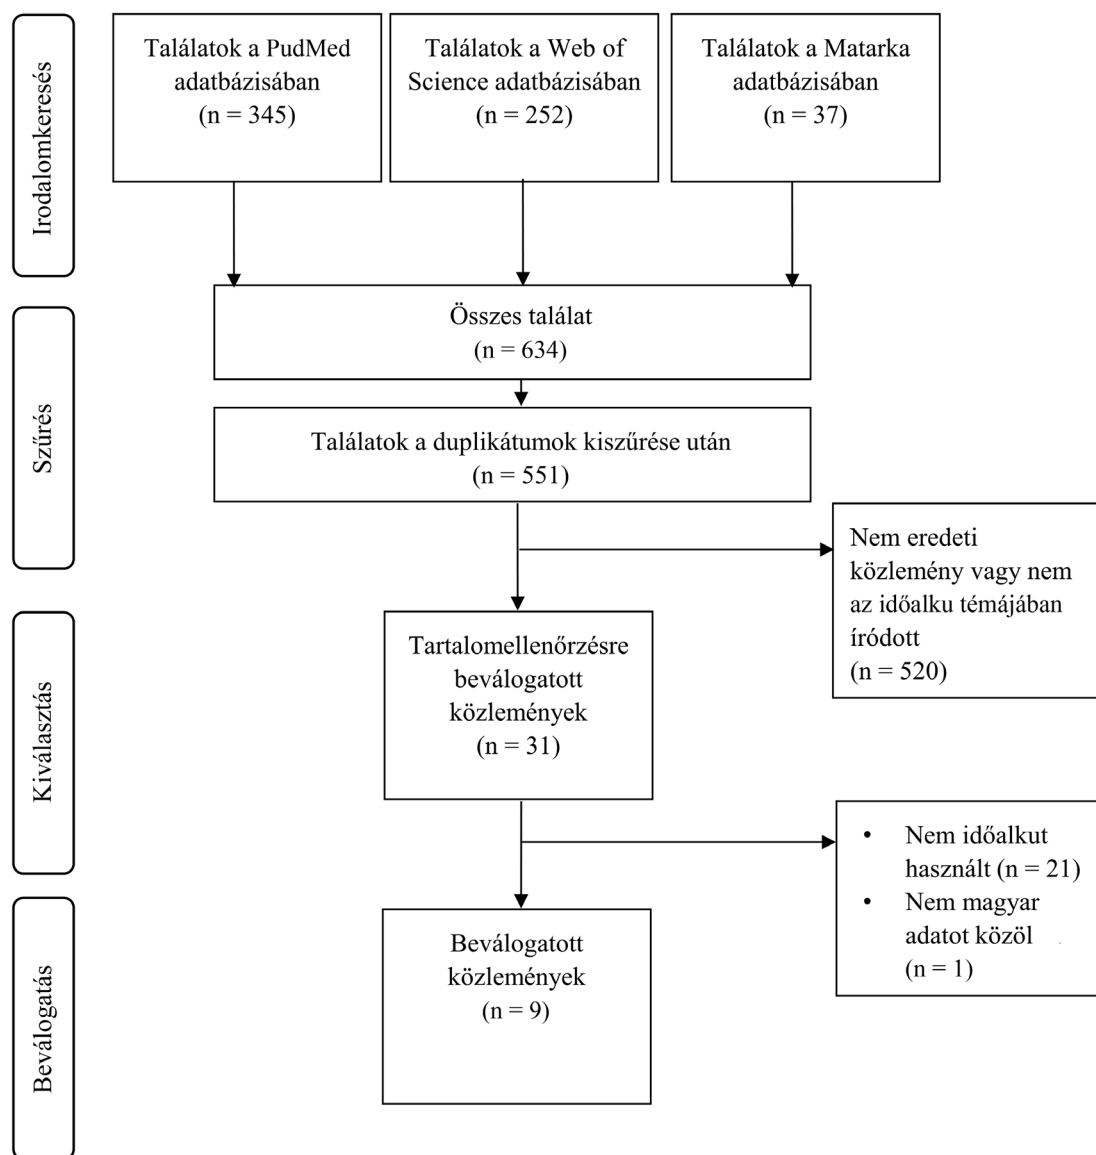 Irodalomkeresés
Találatok a PudMed
adatbázisában
(n = 345)
Találatok a Web of
Science adatbázisában
(n = 252)
Találatok a Matarka
adatbázisában
(n = 37)
Szűrés
Összes találat
(n = 634)
Találatok a duplikátumok kiszűrése után
(n = 551)
Nem eredeti
közlemény vagy nem
az időalku témájában
íródott
(n = 520)
Kiválasztás
Tartalomellenőrzésre
beválogatott
közlemények
(n = 31)
• Nem időalkut
használt (n = 21)
• Nem magyar
adatot közöl
(n = 1)
Beválogatás
Beválogatott
közlemények
(n = 9)